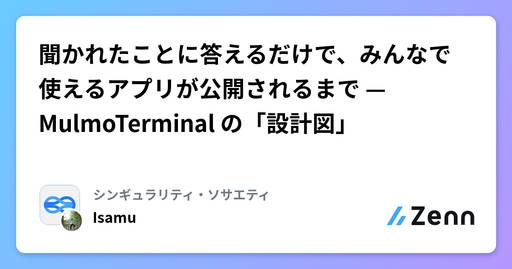 聞かれたことに答えるだけで、みんなで
使えるアプリが公開されるまで —
MulmoTerminal の「設計図」
シンギュラリティ・ソサエティ
Isamu
Zenn